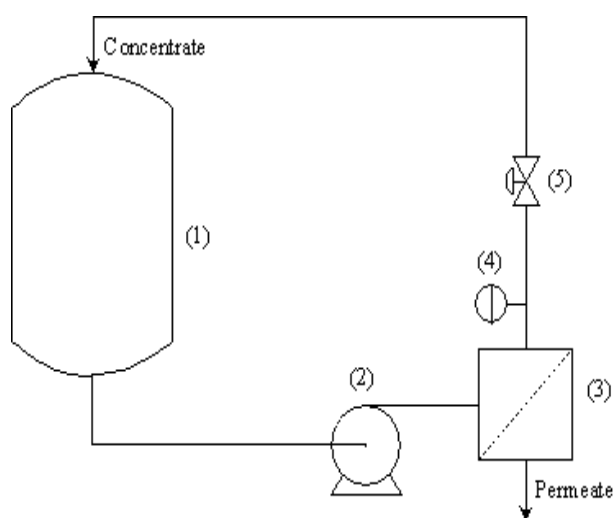 Concentrate
(5)
(1)
(4)
(2)
(3)
Permeate